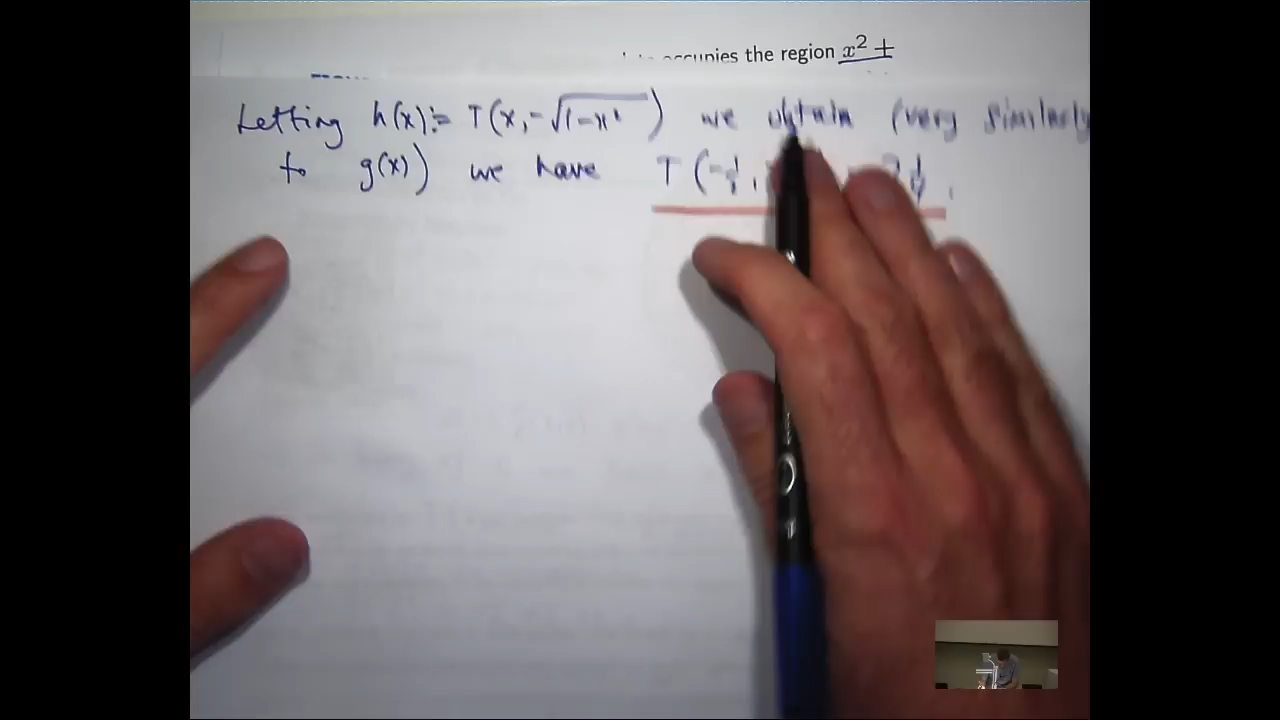 occupies the region x² +
Letting h(x) := T(x, -√(1-x²)) we obtain (very similarly
to g(x)) we have T(-½,